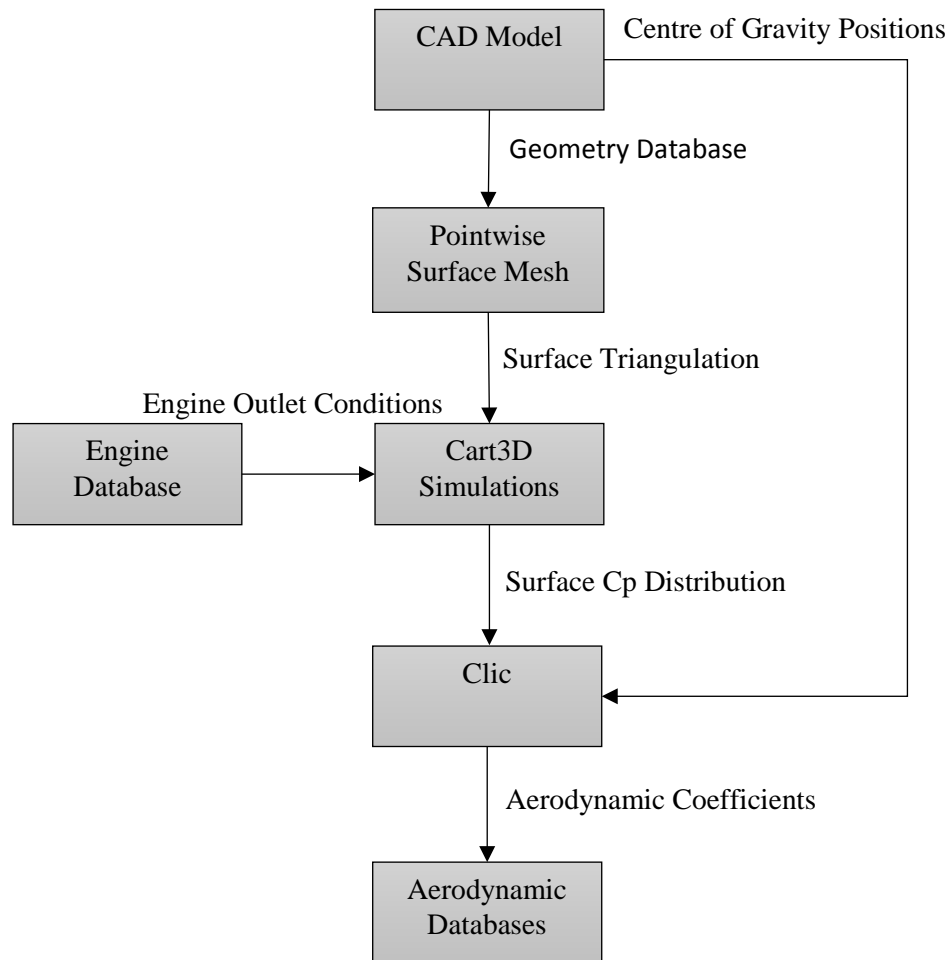 CAD Model
Centre of Gravity Positions
Geometry Database
Pointwise
Surface Mesh
Surface Triangulation
Engine Outlet Conditions
Engine
Database
Cart3D
Simulations
Surface Cp Distribution
Clic
Aerodynamic Coefficients
Aerodynamic
Databases